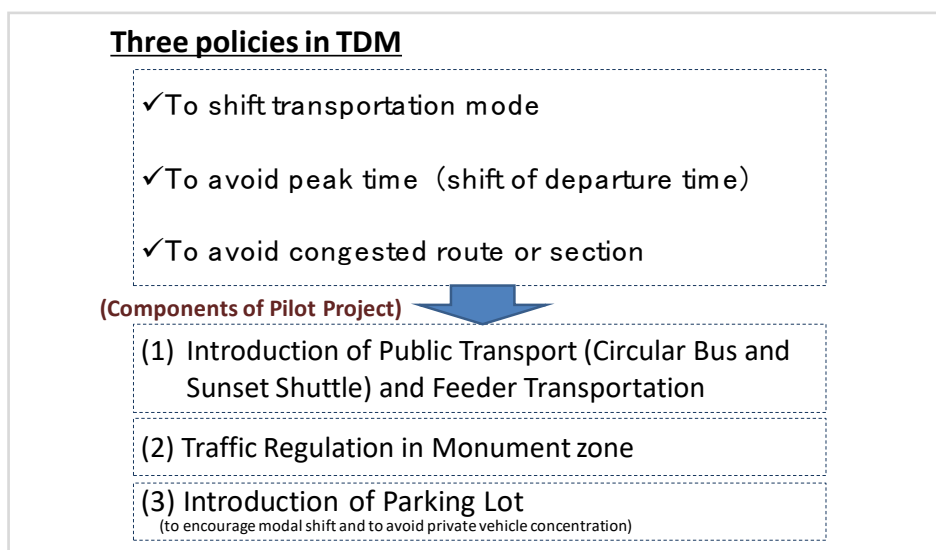 Three policies in TDM
✓To shift transportation mode
✓To avoid peak time（shift of departure time）
✓To avoid congested route or section
(Components of Pilot Project)
(1) Introduction of Public Transport (Circular Bus and
Sunset Shuttle) and Feeder Transportation
(2) Traffic Regulation in Monument zone
(3) Introduction of Parking Lot
(to encourage modal shift and to avoid private vehicle concentration)